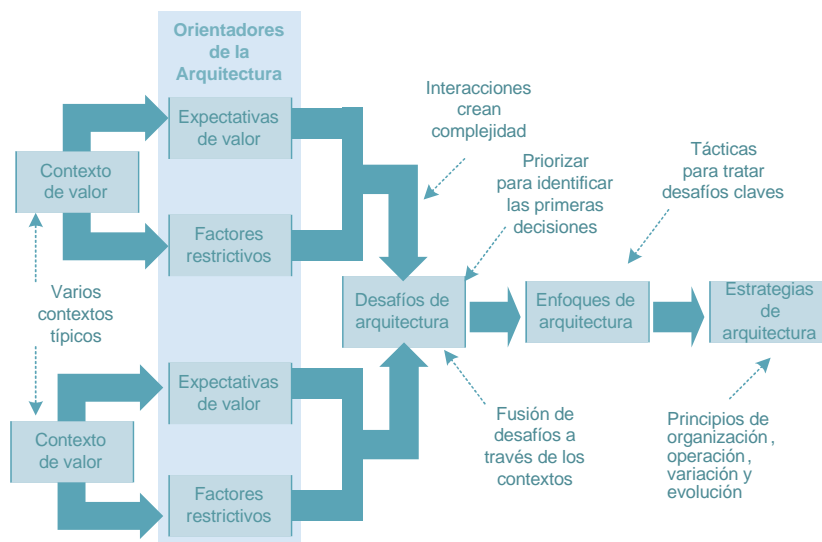 Orientadores
de la
Arquitectura
Expectativas
de valor
Contexto
de valor
Factores
restrictivos
Varios
contextos
típicos
Expectativas
de valor
Contexto
de valor
Factores
restrictivos
Interacciones
crean
complejidad
Priorizar
para identificar
las primeras
decisiones
Tácticas
para tratar
desafíos claves
Desafíos de
arquitectura
Enfoques de
arquitectura
Estrategias
de
arquitectura
Fusión de
desafíos a
través de los
contextos
Principios de
organización,
operación,
variación y
evolución